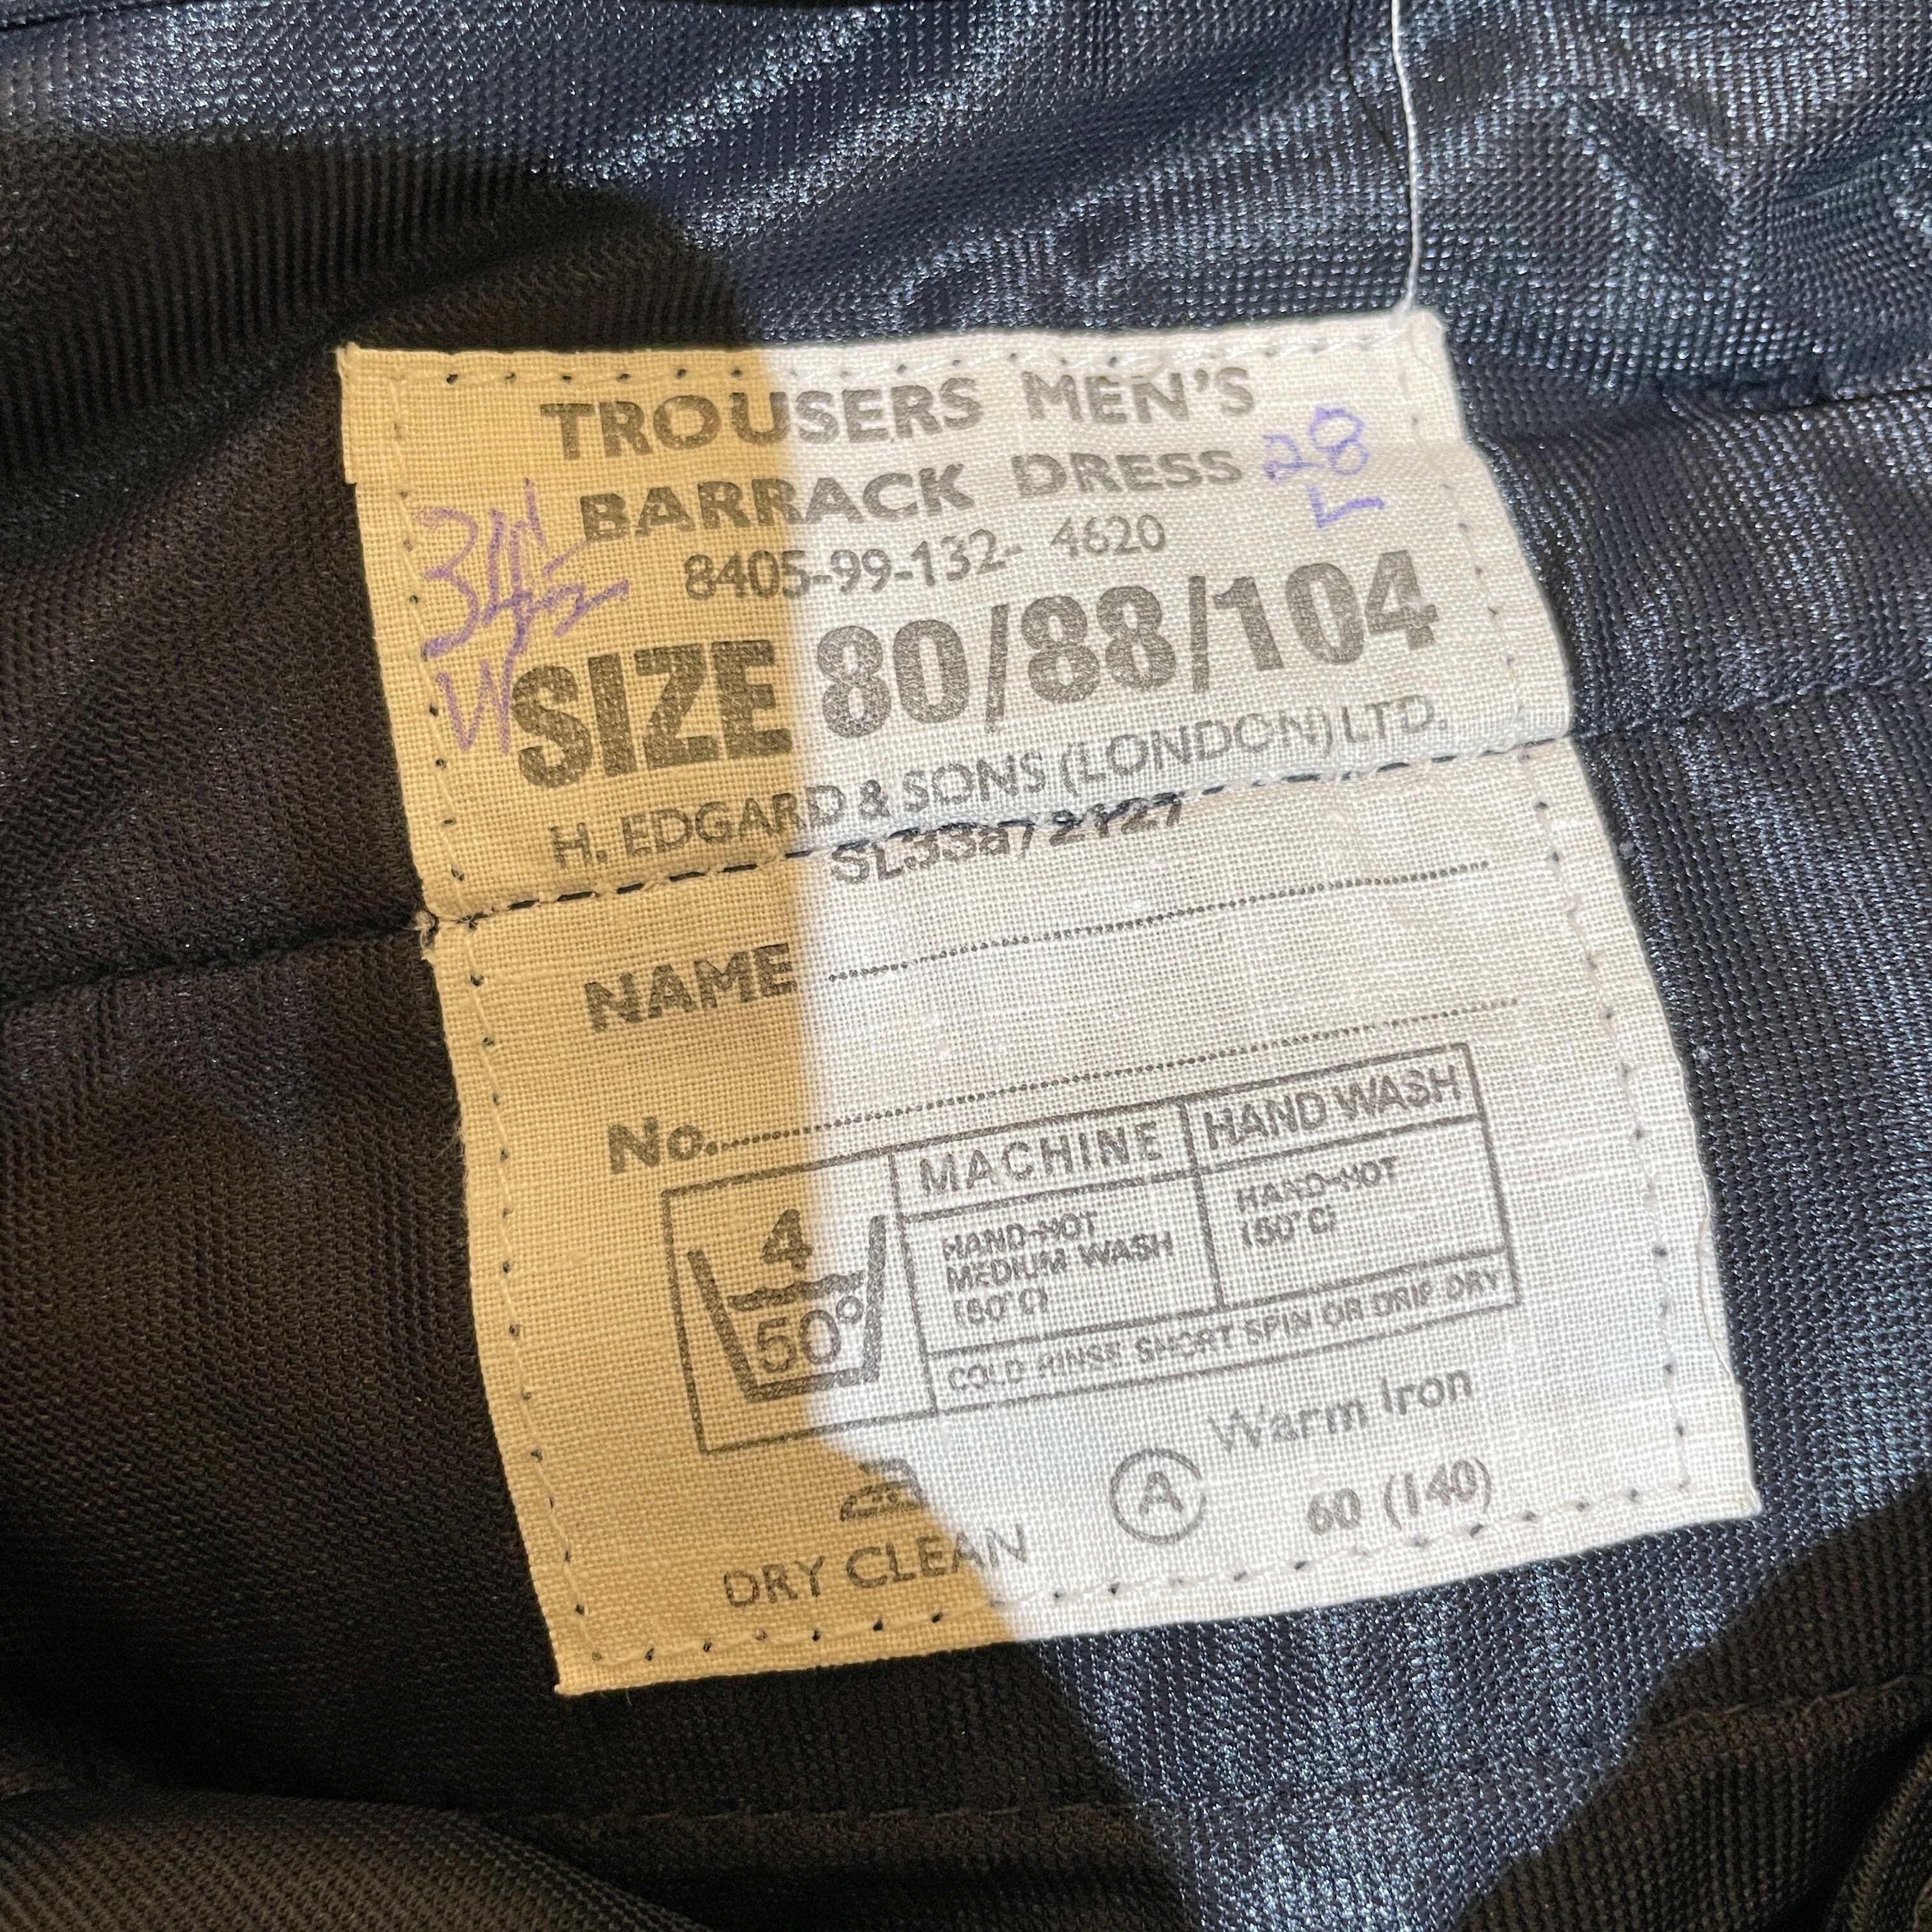 TROUSERS MEN'S
BARRACK DRESS
28
L
8405-99-132- 4620
34½
W
SIZE 80/88/104
H. EDGARD & SONS (LONDON) LTD.
NAME
No.
MACHINE
HAND WASH
4
50°
HAND-HOT
MEDIUM WASH
HAND-HOT
(50°C)
COLD RINSE SHORT SPIN OR DRIP DRY
Warm Iron
A
60 (140)
DRY CLEAN